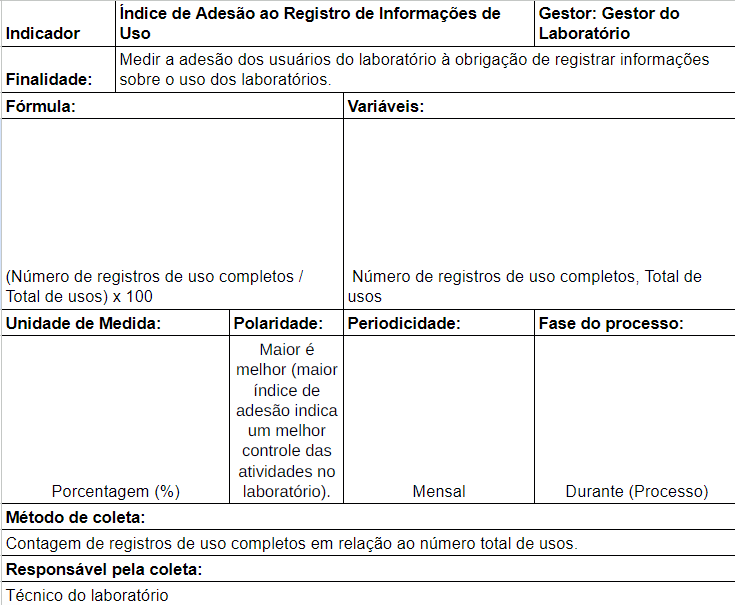 Indicador
Índice de Adesão ao Registro de Informações de
Uso
Gestor: Gestor do
Laboratório
Finalidade:
Medir a adesão dos usuários do laboratório à obrigação de registrar informações
sobre o uso dos laboratórios.
Fórmula:
Variáveis:
(Número de registros de uso completos /
Total de usos) x 100
Número de registros de uso completos, Total de
usos
Unidade de Medida:
Polaridade:
Periodicidade:
Fase do processo:
Porcentagem (%)
Maior é
melhor (maior
índice de
adesão indica
um melhor
controle das
atividades no
laboratório).
Mensal
Durante (Processo)
Método de coleta:
Contagem de registros de uso completos em relação ao número total de usos.
Responsável pela coleta:
Técnico do laboratório